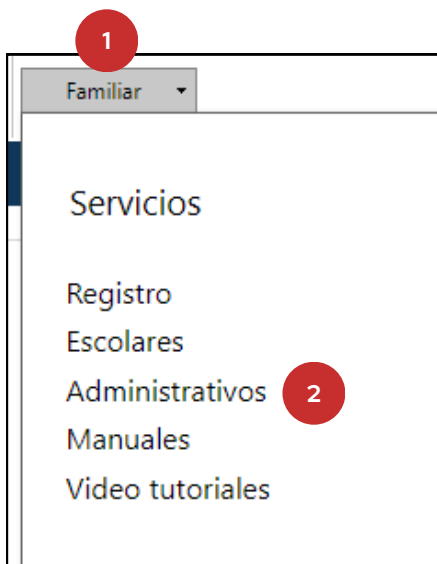 1
Familiar
Servicios
Registro
Escolares
Administrativos 2
Manuales
Video tutoriales